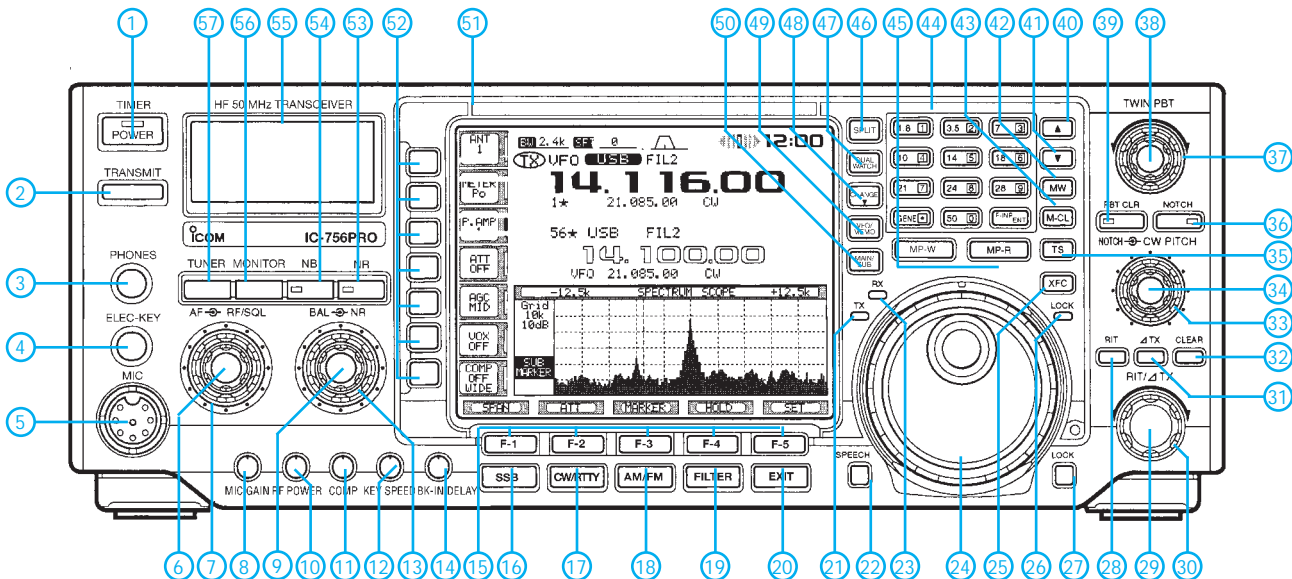 50 49 48 47 46 45 44 43 42 41 40 39 38
1 57 56 55 54 53 52 51
TIMER
POWER
HF 50 MHz TRANSCEIVER
TRANSMIT
2
ICOM IC-756PRO
PHONES
3
TUNER MONITOR NB NR
AF RF/SQL BAL NR
ELEC-KEY
4
MIC
5
MIC GAIN RF POWER COMP KEY SPEED BK-IN DELAY
ANT
1
METER
Po
P.AMP
ATT
OFF
AGC
MID
VOX
OFF
COMP
OFF
WIDE
BW 2.4k SFT 0 12:00
TX VFO USB FIL2
14.116.00
1★ 21.085.00 CW
56★ USB FIL2
14.100.00
VFO 21.085.00 CW
-12.5k SPECTRUM SCOPE +12.5k
Grid
10k
10dB
SUB
MARKER
SPAN ATT MARKER HOLD SET
F-1 F-2 F-3 F-4 F-5
SSB CW/RTTY AM/FM FILTER EXIT
SPLIT
DUAL
WATCH
CHANGE
VFO/
MEMO
MAIN/
SUB
1.8 1 3.5 2 7 3 ▲
10 4 14 5 18 6 ▼
21 7 24 8 28 9 MW
GENE • 50 0 F-INP ENT M-CL
MP-W MP-R TS
RX
TX
XFC
LOCK
SPEECH
LOCK
TWIN PBT
37
PBT CLR NOTCH
36
NOTCH CW PITCH
35
34
33
RIT ⊿TX CLEAR
32
31
RIT/⊿TX
6 7 8 9 10 11 12 13 14 15 16 17 18 19 20 21 22 23 24 25 26 27 28 29 30